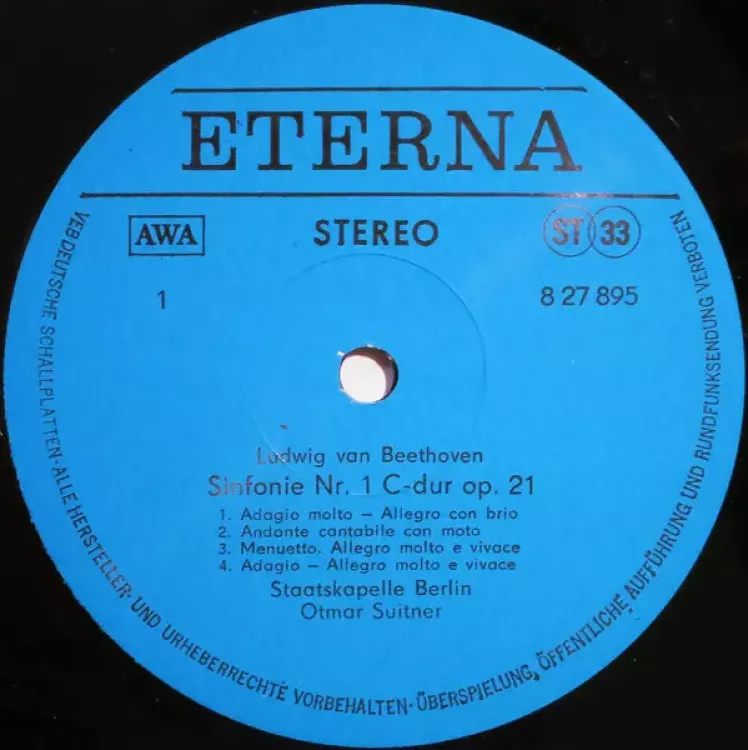 ETERNA
AWA
STEREO
ST 33
1
8 27 895
Ludwig van Beethoven
Sinfonie Nr. 1 C-dur op. 21
1. Adagio molto – Allegro con brio
2. Andante cantabile con moto
3. Menuetto. Allegro molto e vivace
4. Adagio – Allegro molto e vivace
Staatskapelle Berlin
Otmar Suitner
VEB DEUTSCHE SCHALLPLATTEN·ALLE HERSTELLER- UND URHEBERRECHTE VORBEHALTEN·ÜBERSPIELUNG, ÖFFENTLICHE AUFFÜHRUNG UND RUNDFUNKSENDUNG VERBOTEN